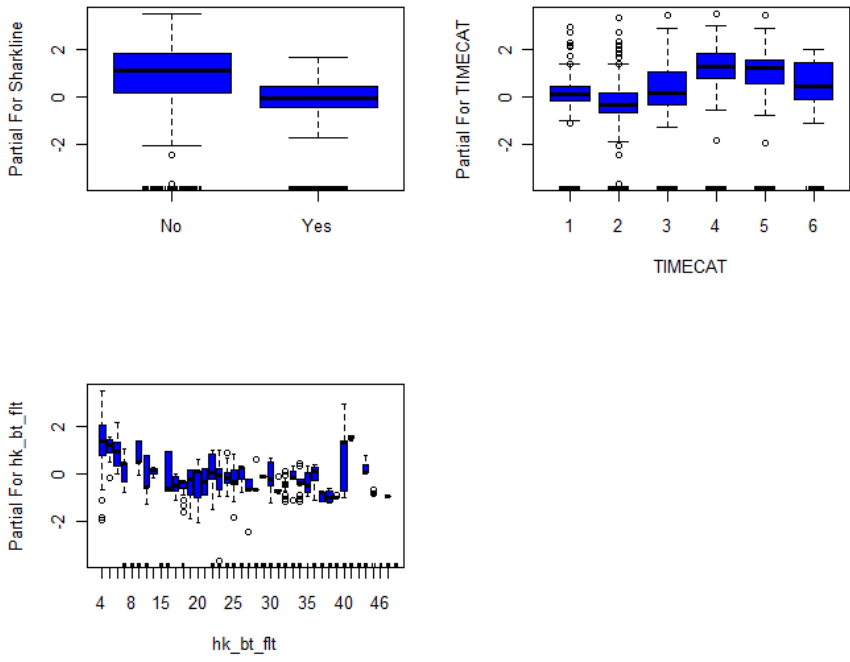 Partial For Sharkline
2
0
-2
No Yes
Partial For TIMECAT
2
0
-2
1 2 3 4 5 6
TIMECAT
Partial For hk_bt_flt
2
0
-2
4 8 15 20 25 30 35 40 46
hk_bt_flt